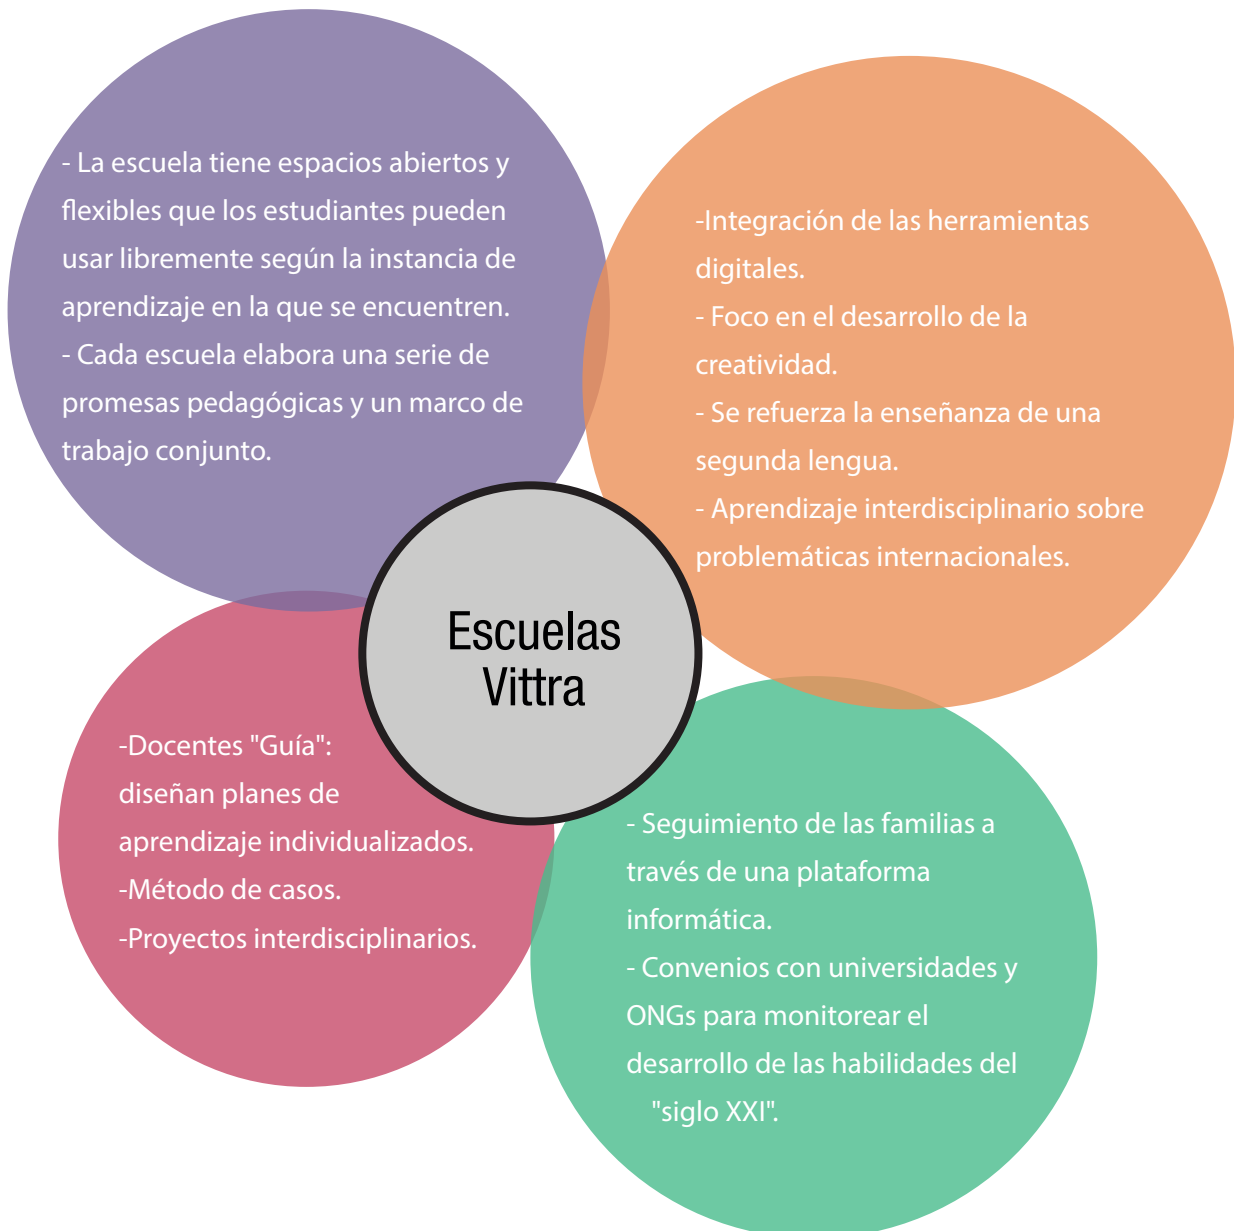 - La escuela tiene espacios abiertos y
flexibles que los estudiantes pueden
usar libremente según la instancia de
aprendizaje en la que se encuentren.
- Cada escuela elabora una serie de
promesas pedagógicas y un marco de
trabajo conjunto.
-Integración de las herramientas
digitales.
- Foco en el desarrollo de la
creatividad.
- Se refuerza la enseñanza de una
segunda lengua.
- Aprendizaje interdisciplinario sobre
problemáticas internacionales.
Escuelas
Vittra
-Docentes "Guía":
diseñan planes de
aprendizaje individualizados.
-Método de casos.
-Proyectos interdisciplinarios.
- Seguimiento de las familias a
través de una plataforma
informática.
- Convenios con universidades y
ONGs para monitorear el
desarrollo de las habilidades del
"siglo XXI".